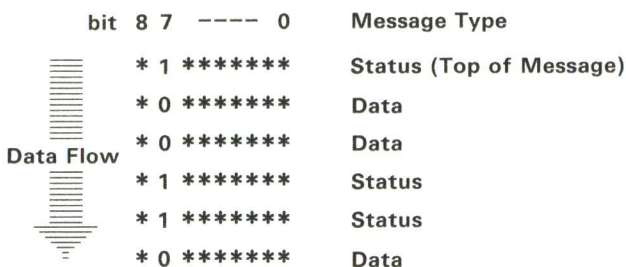 bit 8 7 ---- 0 Message Type
* 1 ******* Status (Top of Message)
* 0 ******* Data
* 0 ******* Data
Data Flow
* 1 ******* Status
* 1 ******* Status
* 0 ******* Data